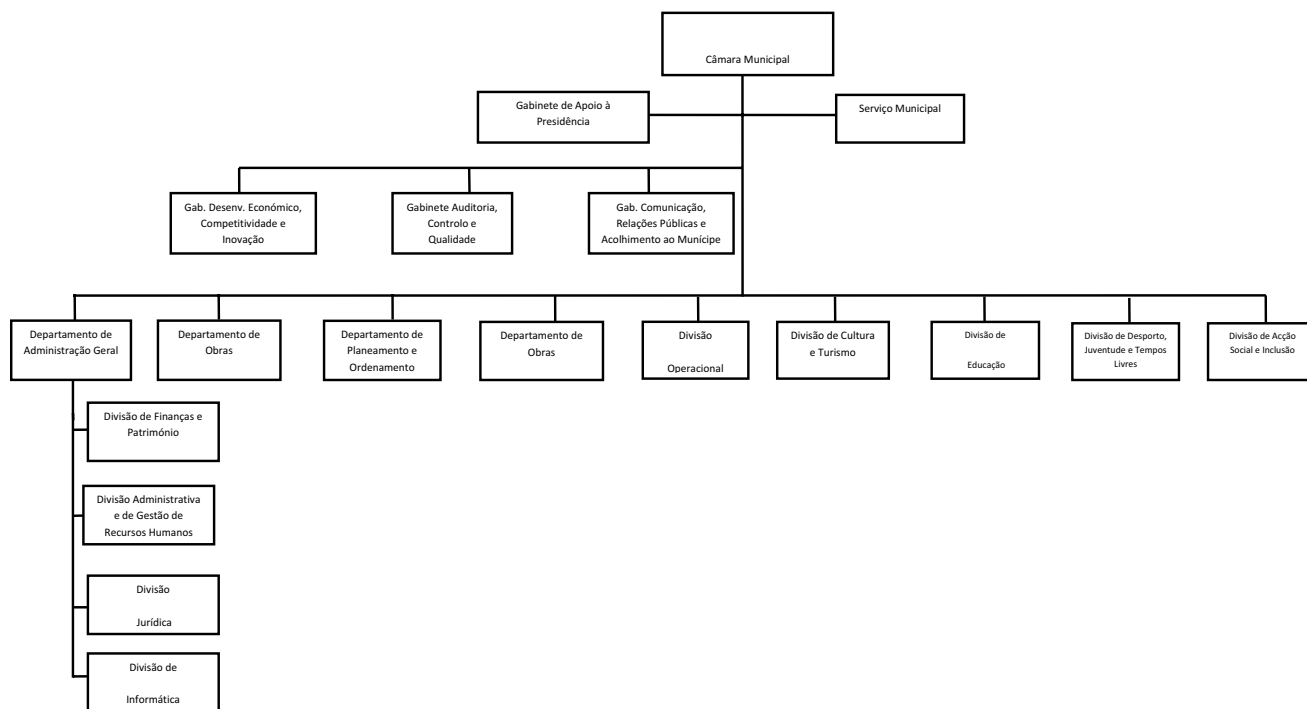 Câmara Municipal
Gabinete de Apoio à
Presidência
Serviço Municipal
Gab. Desenv. Económico,
Competitividade e
Inovação
Gabinete Auditoria,
Controlo e
Qualidade
Gab. Comunicação,
Relações Públicas e
Acolhimento ao Munícipe
Departamento de
Administração Geral
Departamento de
Obras
Departamento de
Planeamento e
Ordenamento
Departamento de
Obras
Divisão
Operacional
Divisão de Cultura
e Turismo
Divisão de
Educação
Divisão de Desporto,
Juventude e Tempos
Livres
Divisão de Acção
Social e Inclusão
Divisão de Finanças e
Património
Divisão Administrativa
e de Gestão de
Recursos Humanos
Divisão
Jurídica
Divisão de
Informática